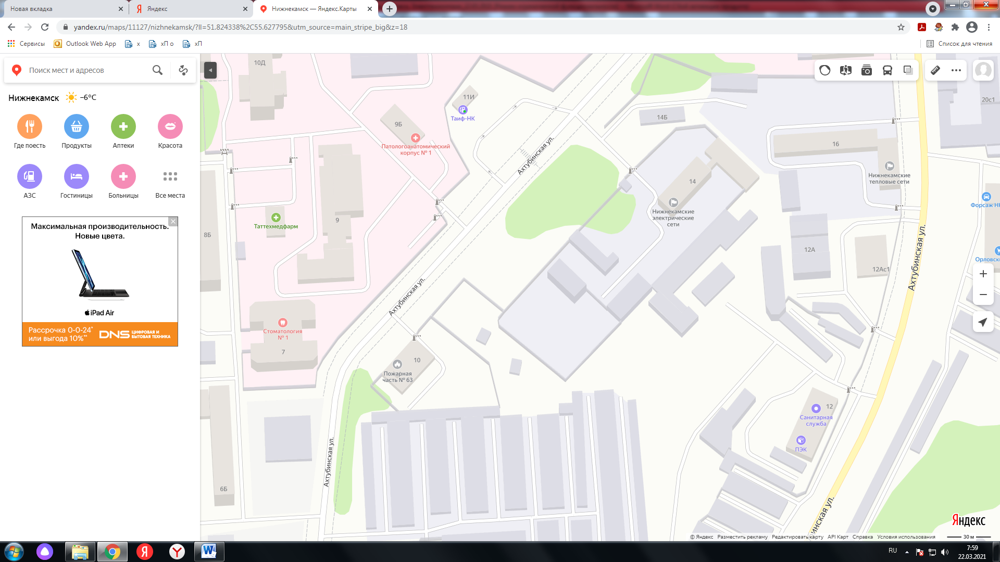 Новая вкладка
Яндекс
Нижнекамск — Яндекс.Карты
yandex.ru/maps/11127/nizhnekamsk/?ll=51.824338%2C55.627795&utm_source=main_stripe_big&z=18
Сервисы
Outlook Web App
х
хП о
хП
Список для чтения
Поиск мест и адресов
Нижнекамск
−6°C
Где поесть
Продукты
Аптеки
Красота
АЗС
Гостиницы
Больницы
Все места
Максимальная производительность.
Новые цвета.
iPad Air
Рассрочка 0-0-24*
или выгода 10%**
DNS
ЦИФРОВАЯ И
БЫТОВАЯ ТЕХНИКА
10Д
11И
Таиф-НК
9Б
Патологоанатомический
корпус № 1
14Б
20с1
16
Нижнекамские
тепловые сети
Ахтубинская ул.
14
Нижнекамские
электрические
сети
Форсаж НК
Таттехмедфарм
9
8Б
12А
12Ас1
Ахтубинская ул.
Ахтубинская ул.
Стоматология
№ 1
7
10
Пожарная
часть № 63
12
Санитарная
служба
ПЭК
Ахтубинская ул.
6Б
Яндекс
© Яндекс
Разместить рекламу
Редактировать карту
API Карт
Справка
Условия использования
30 м
RU
7:59
22.03.2021